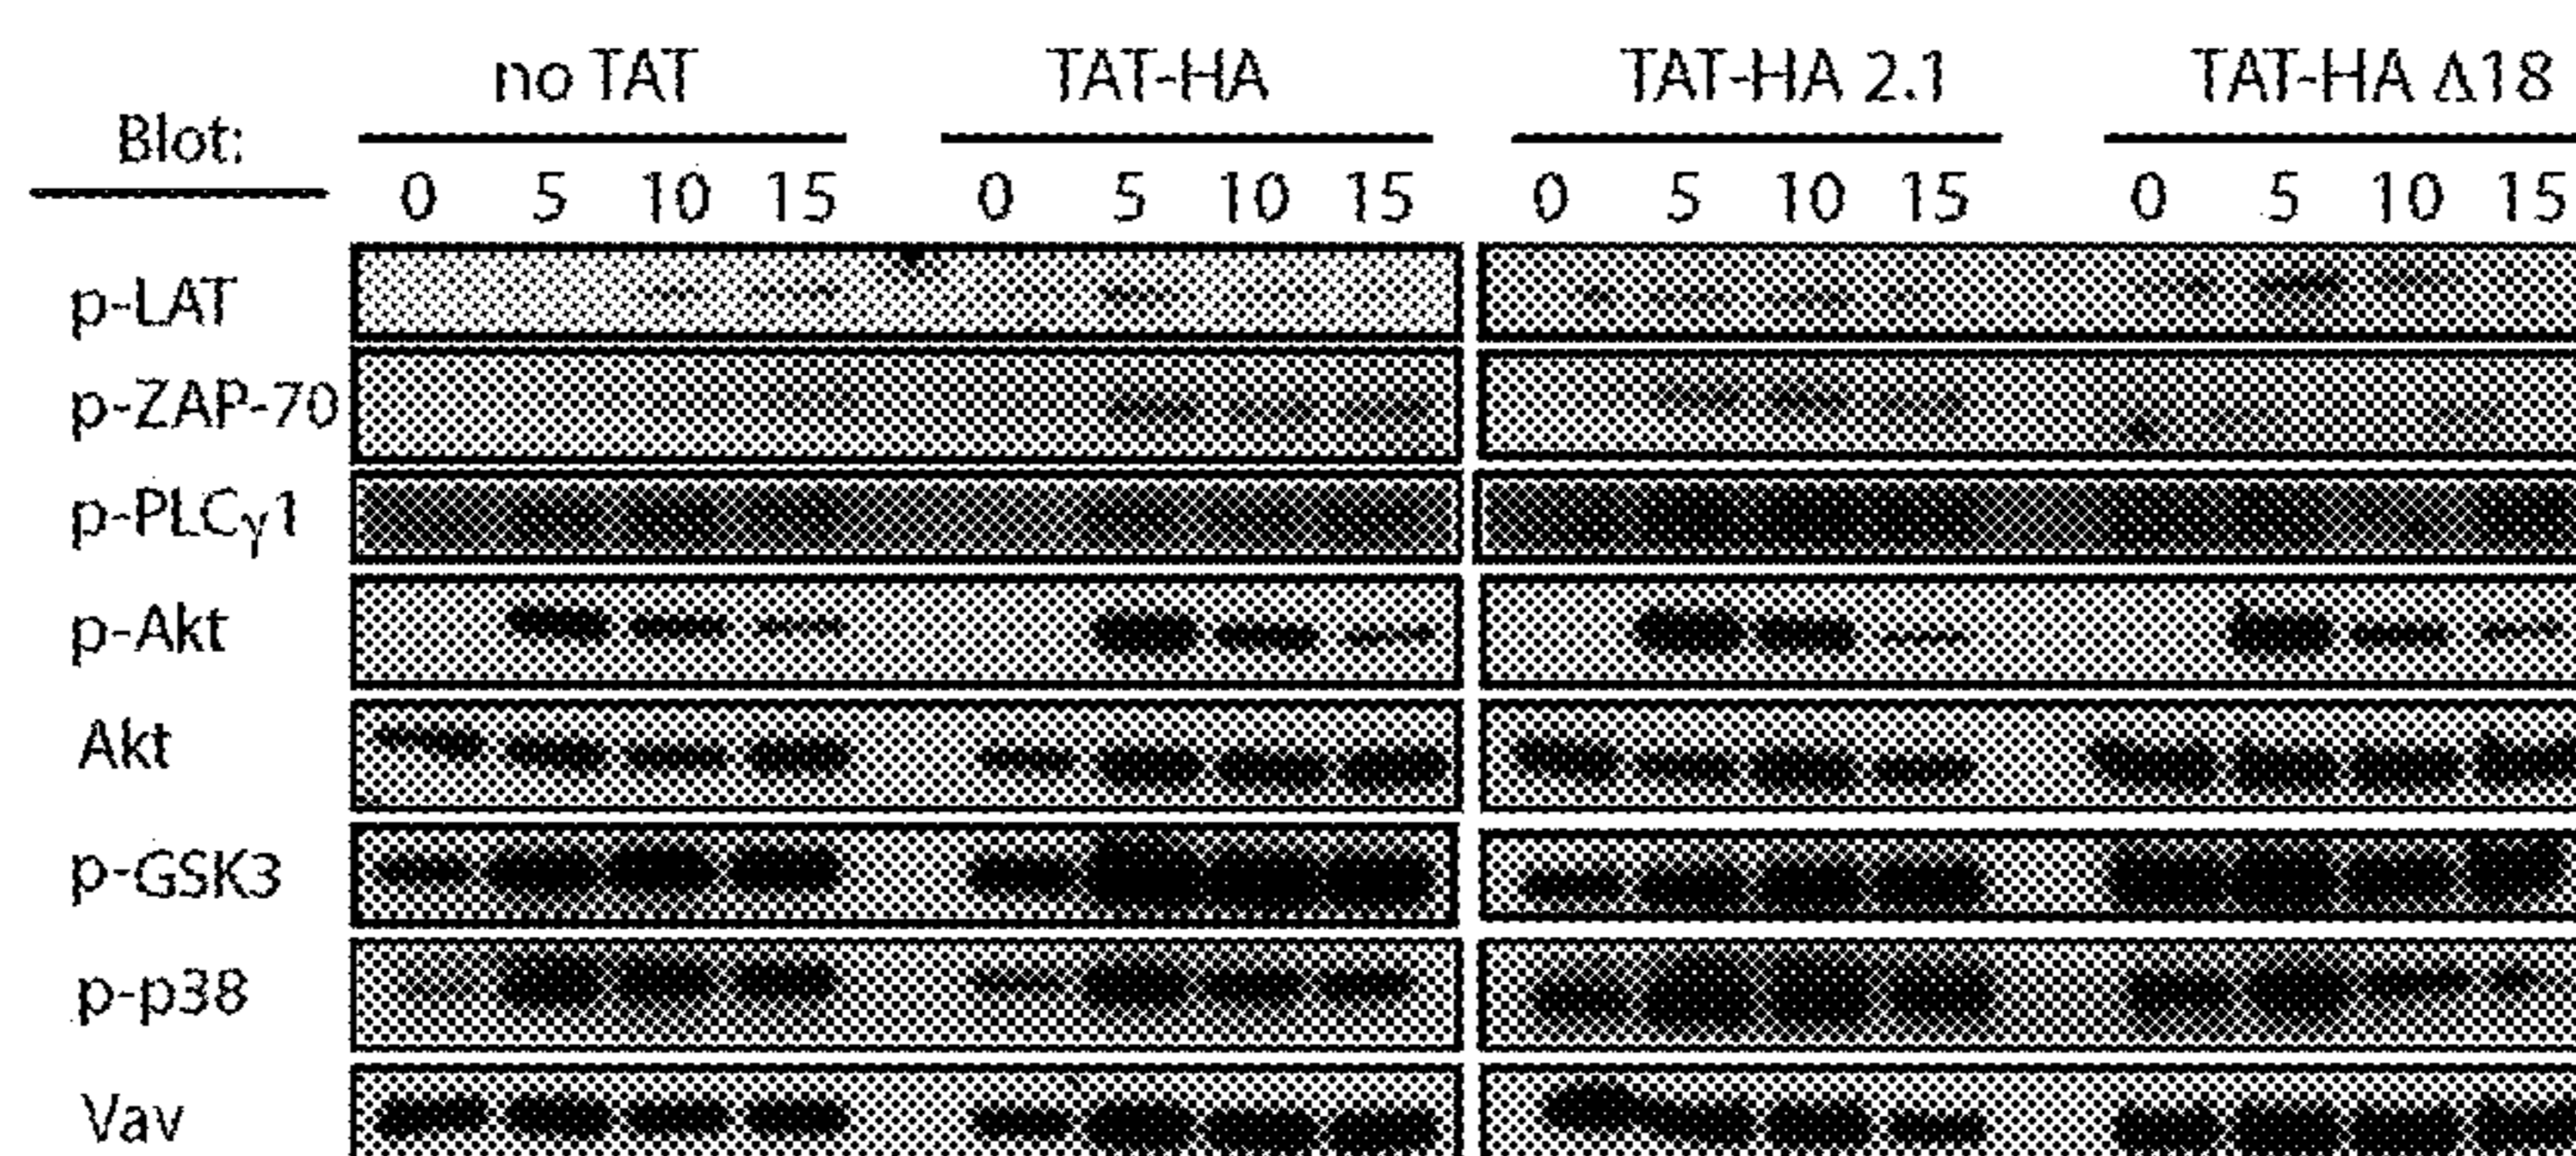 no TAT TAT-HA TAT-HA 2.1 TAT-HA Δ18
Blot:
0 5 10 15 0 5 10 15 0 5 10 15 0 5 10 15
p-LAT
p-ZAP-70
p-PLCγ1
p-Akt
Akt
p-GSK3
p-p38
Vav